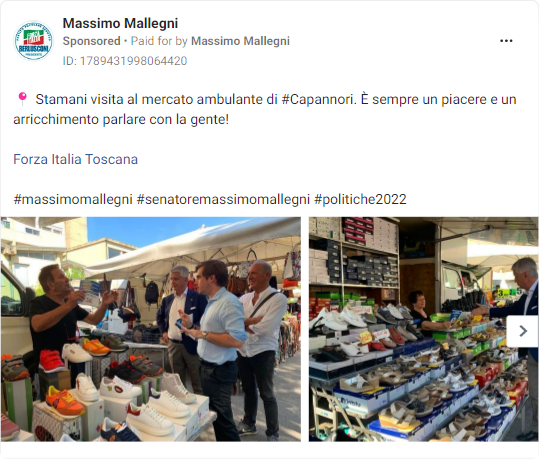 Massimo Mallegni
Sponsored • Paid for by Massimo Mallegni
ID: 1789431998064420
📍 Stamani visita al mercato ambulante di #Capannori. È sempre un piacere e un
arricchimento parlare con la gente!
Forza Italia Toscana
#massimomallegni #senatoremassimomallegni #politiche2022
BERLUSCONI